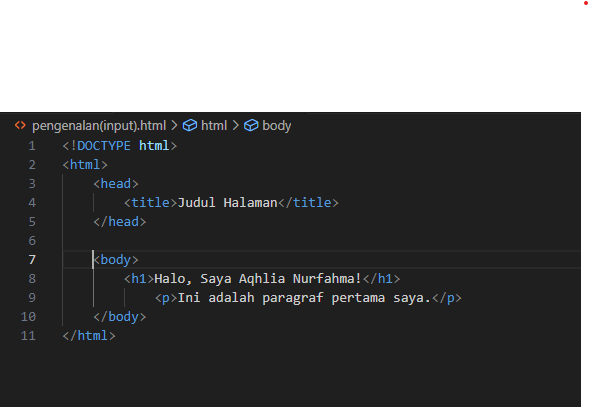 pengenalan(input).html > html > body
1 <!DOCTYPE html>
2 <html>
3     <head>
4         <title>Judul Halaman</title>
5     </head>
6
7     <body>
8         <h1>Halo, Saya Aqhlia Nurfahma!</h1>
9             <p>Ini adalah paragraf pertama saya.</p>
10     </body>
11 </html>